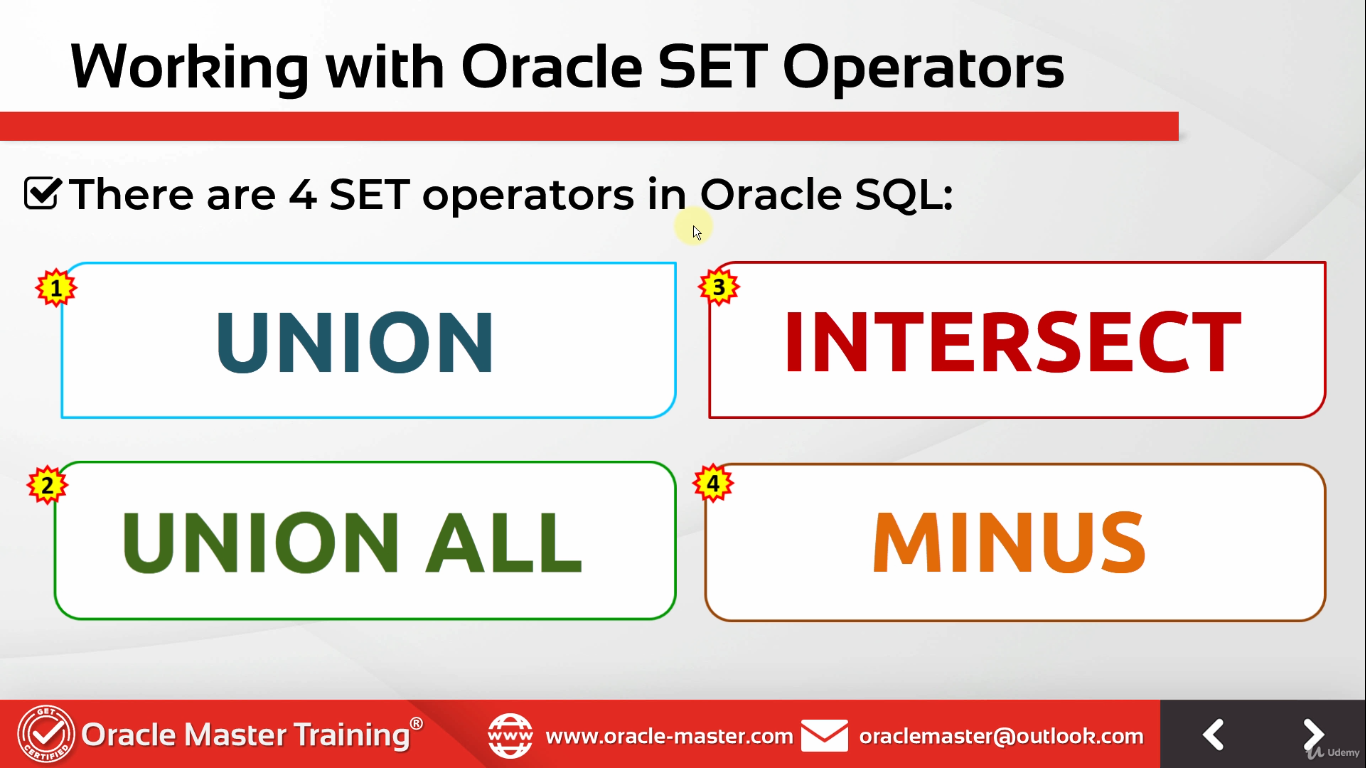 Working with Oracle SET Operators
There are 4 SET operators in Oracle SQL:
1
UNION
3
INTERSECT
2
UNION ALL
4
MINUS
GET
CERTIFIED
Oracle Master Training®
www
www.oracle-master.com
oraclemaster@outlook.com
Udemy